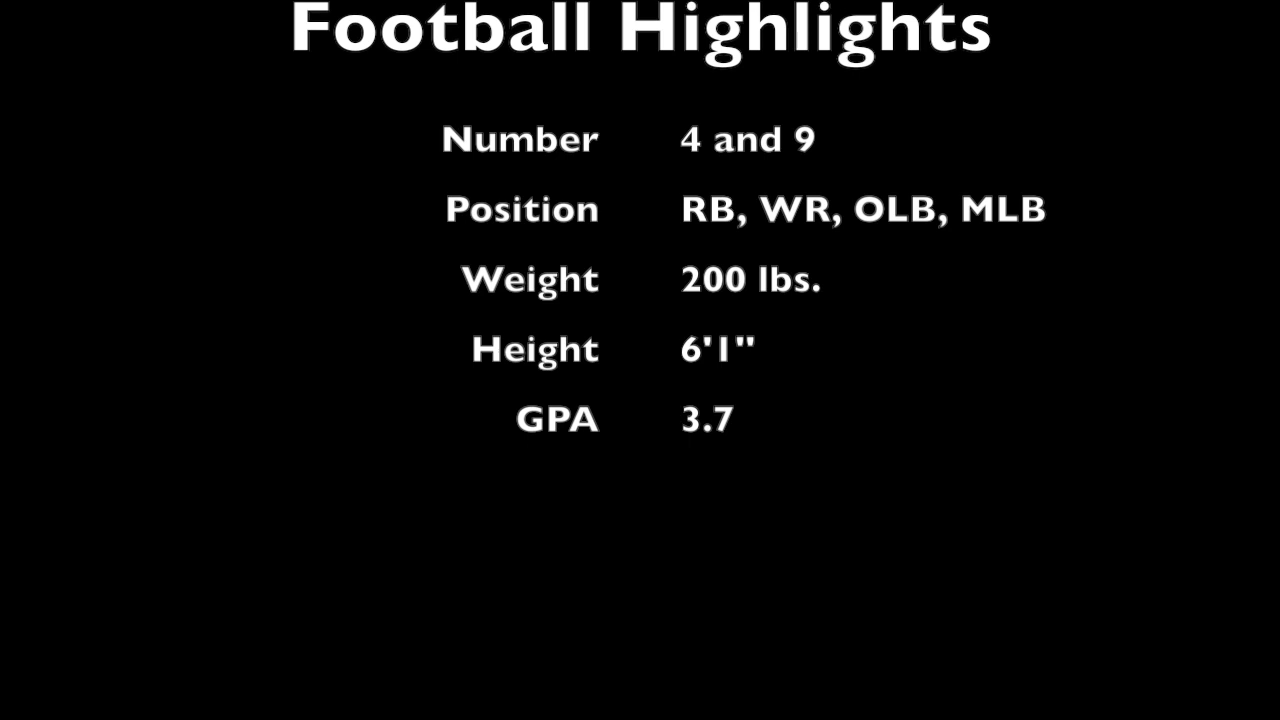 Football Highlights
Number 4 and 9
Position RB, WR, OLB, MLB
Weight 200 lbs.
Height 6'1"
GPA 3.7